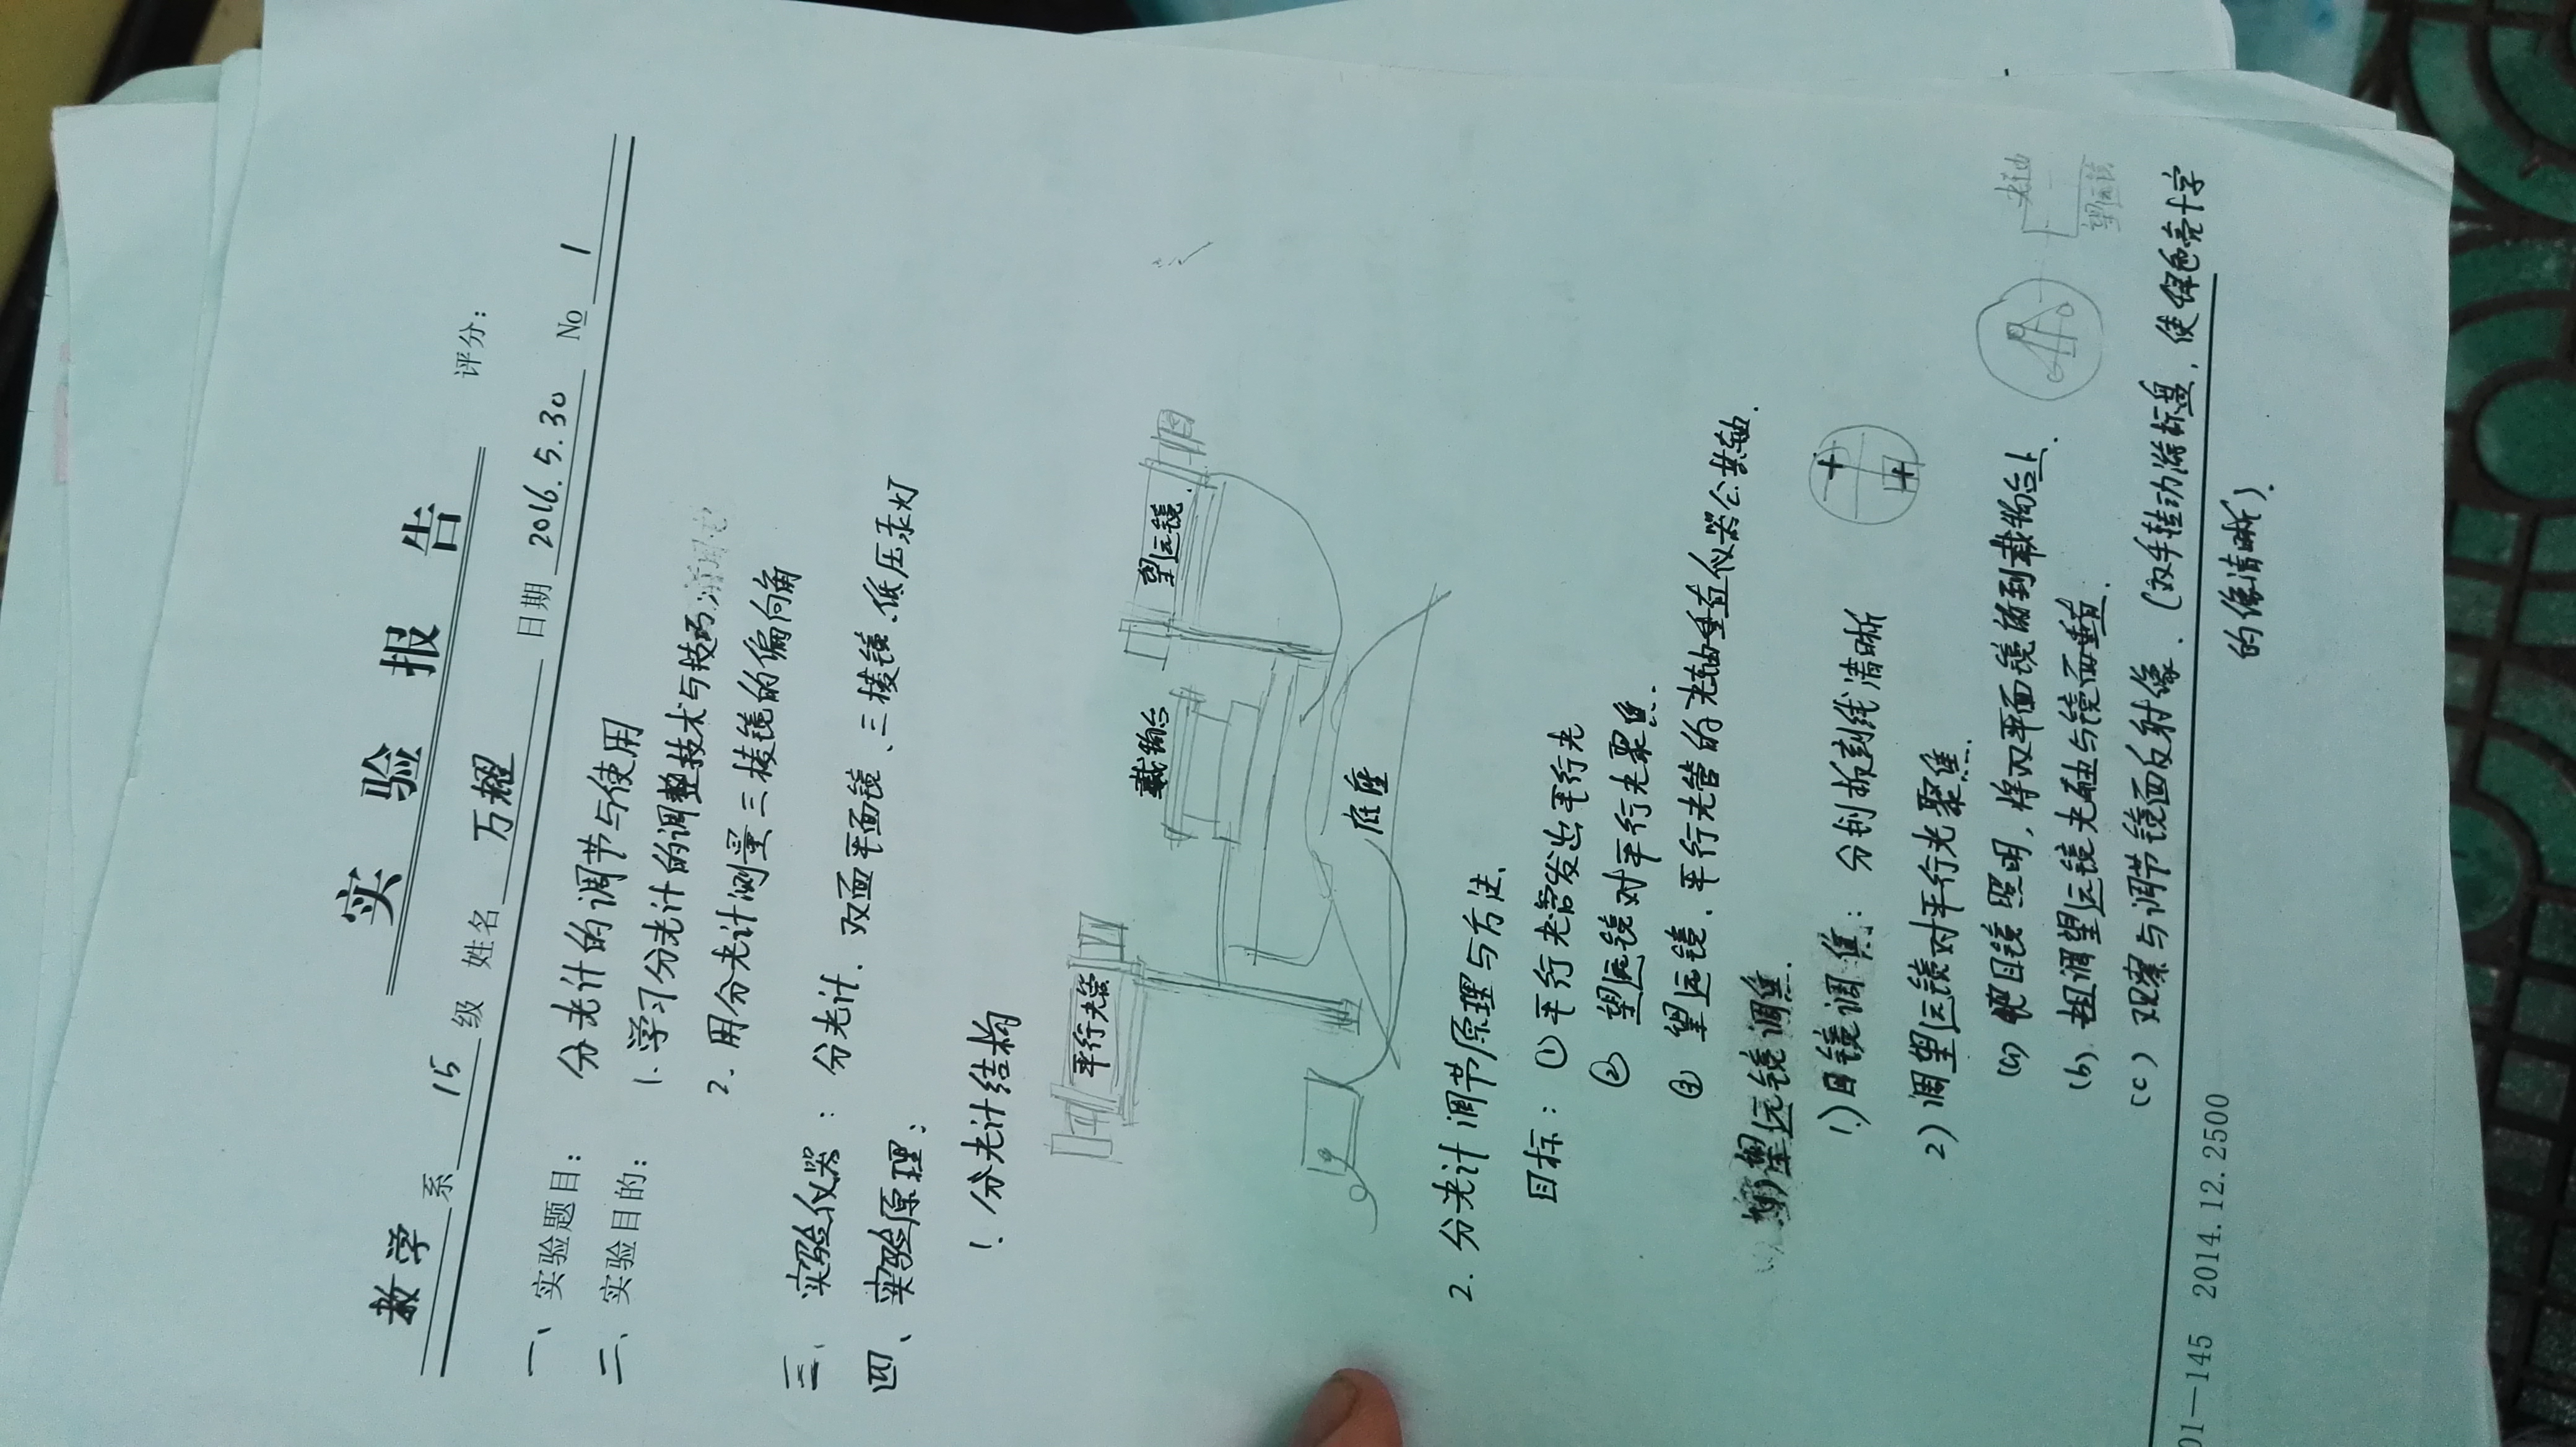 实验报告
评分:
数学 系 15 级 姓名 万耀 日期 2016.5.30 No 1
一、实验题目: 分光计的调节与使用
二、实验目的: 1.学习分光计的调整技术与技巧
2.用分光计测量三棱镜的偏向角
三、实验仪器: 分光计、双面平面镜、三棱镜、低压汞灯
四、实验原理:
1.分光计结构
平行光管
载物台
望远镜
底座
2.分光计调节原理与方法.
目标: ①平行光管发出平行光
②望远镜对平行光聚焦.
③望远镜、平行光管的光轴垂直仪器公共轴.
望远镜调焦.
1)目镜调焦: 分划板刻线清晰
2)调望远镜对平行光聚焦.
(a) 目镜照明,将双平面镜放到载物台上.
(b).粗调望远镜光轴与镜面垂直.
光轴
望远镜
(c) 观察与调节镜面反射像.(双手转动游标盘,使绿色亮十字
的像清晰).
01—145 2014.12.2500